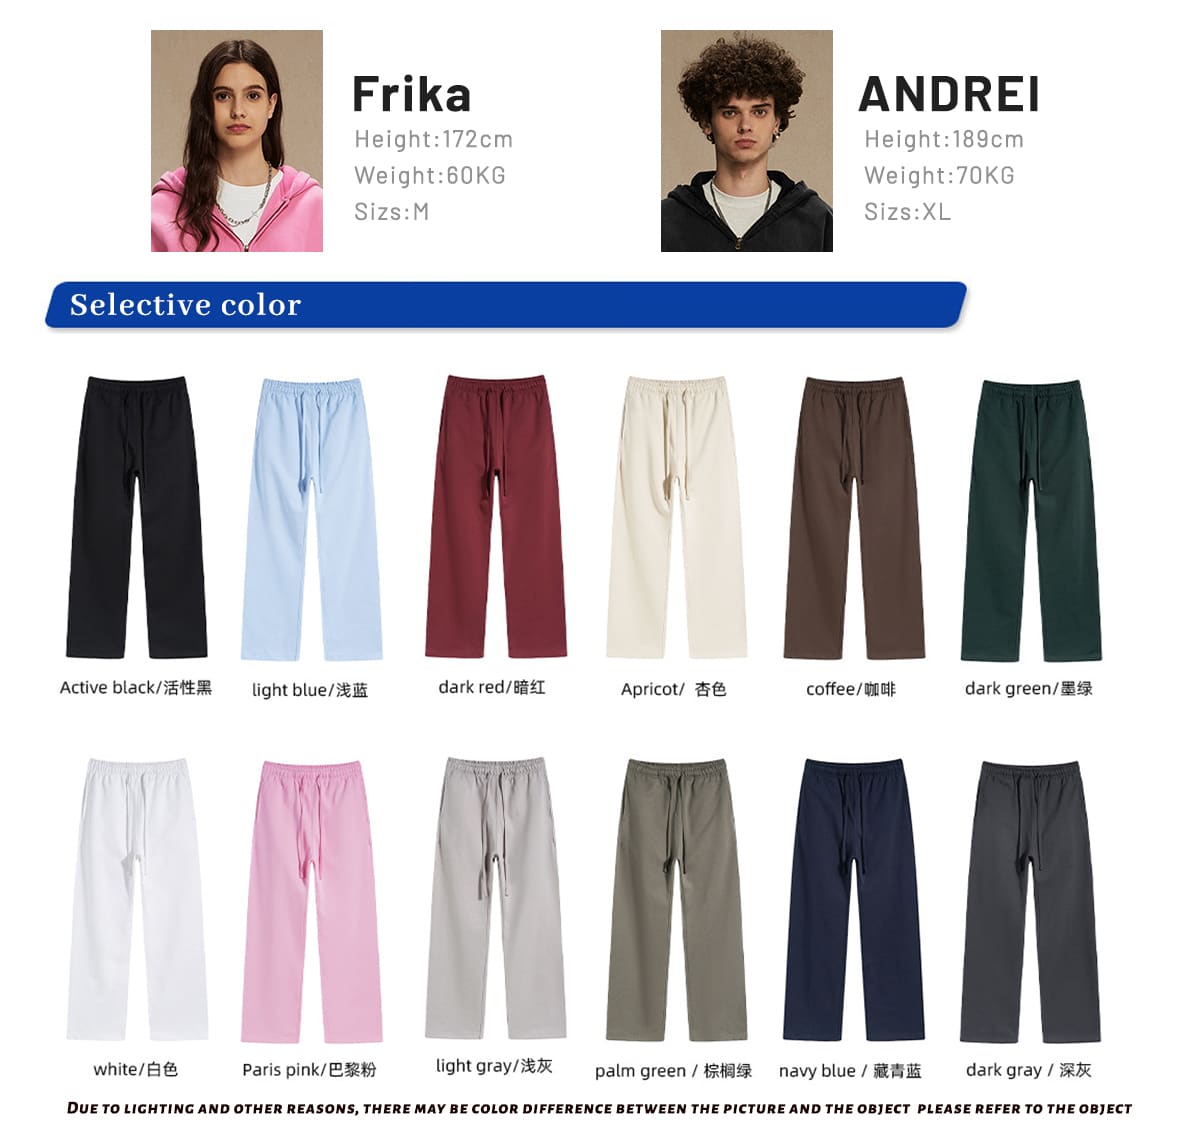 Frika
Height:172cm
Weight:60KG
Sizs:M
ANDREI
Height:189cm
Weight:70KG
Sizs:XL
Selective color
Active black/活性黑
light blue/浅蓝
dark red/暗红
Apricot/ 杏色
coffee/咖啡
dark green/墨绿
white/白色
Paris pink/巴黎粉
light gray/浅灰
palm green / 棕榈绿
navy blue / 藏青蓝
dark gray / 深灰
DUE TO LIGHTING AND OTHER REASONS, THERE MAY BE COLOR DIFFERENCE BETWEEN THE PICTURE AND THE OBJECT PLEASE REFER TO THE OBJECT